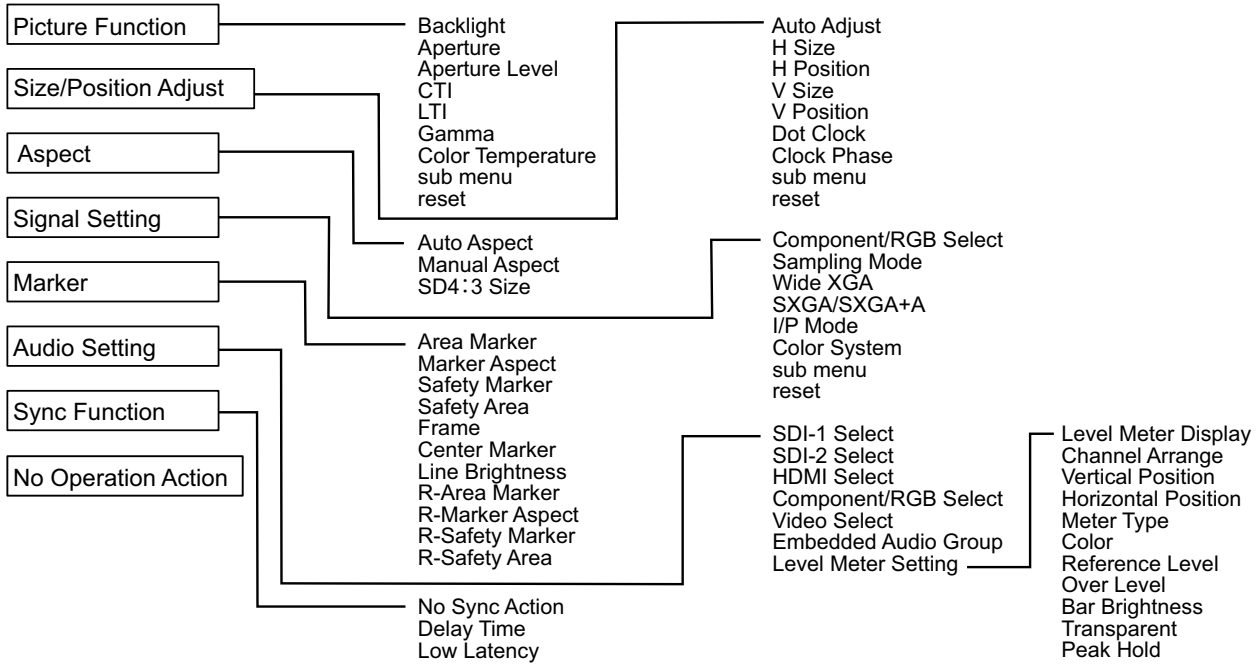 Picture Function
Size/Position Adjust
Aspect
Signal Setting
Marker
Audio Setting
Sync Function
No Operation Action
Backlight
Aperture
Aperture Level
CTI
LTI
Gamma
Color Temperature
sub menu
reset
Auto Aspect
Manual Aspect
SD4:3 Size
Area Marker
Marker Aspect
Safety Marker
Safety Area
Frame
Center Marker
Line Brightness
R-Area Marker
R-Marker Aspect
R-Safety Marker
R-Safety Area
No Sync Action
Delay Time
Low Latency
Auto Adjust
H Size
H Position
V Size
V Position
Dot Clock
Clock Phase
sub menu
reset
Component/RGB Select
Sampling Mode
Wide XGA
SXGA/SXGA+A
I/P Mode
Color System
sub menu
reset
SDI-1 Select
SDI-2 Select
HDMI Select
Component/RGB Select
Video Select
Embedded Audio Group
Level Meter Setting
Level Meter Display
Channel Arrange
Vertical Position
Horizontal Position
Meter Type
Color
Reference Level
Over Level
Bar Brightness
Transparent
Peak Hold